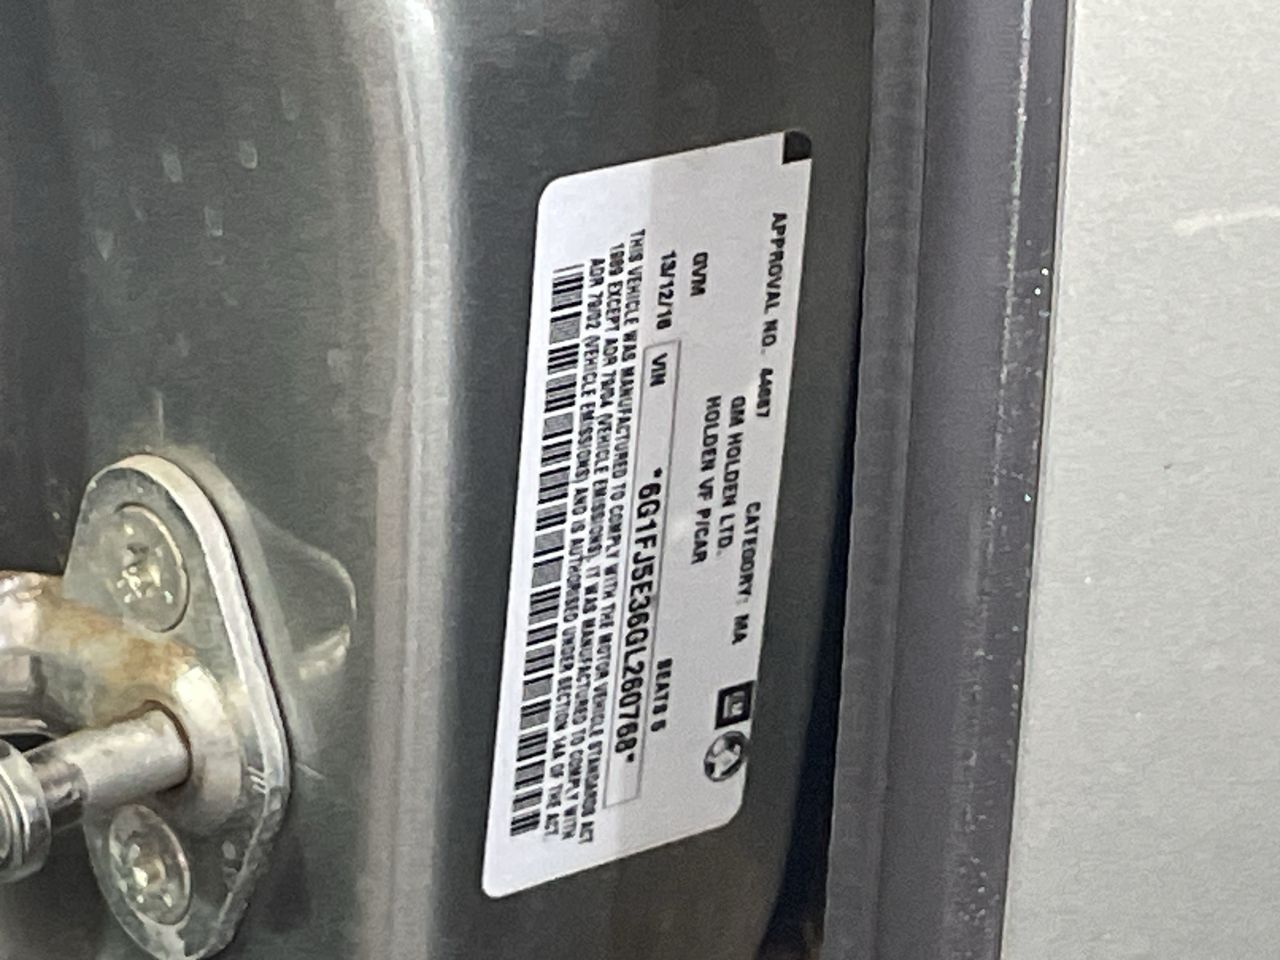 APPROVAL NO. 44667 CATEGORY: MA
GM HOLDEN LTD.
GVM HOLDEN VF P/CAR
13/12/16 SEATS 5
VIN *6G1FJ5E36GL260768*
THIS VEHICLE WAS MANUFACTURED TO COMPLY WITH THE MOTOR VEHICLE STANDARDS ACT
1989 EXCEPT ADR 79/04 (VEHICLE EMISSIONS). IT WAS MANUFACTURED TO COMPLY WITH
ADR 79/02 (VEHICLE EMISSIONS) AND IS AUTHORISED UNDER SECTION 14A OF THE ACT.